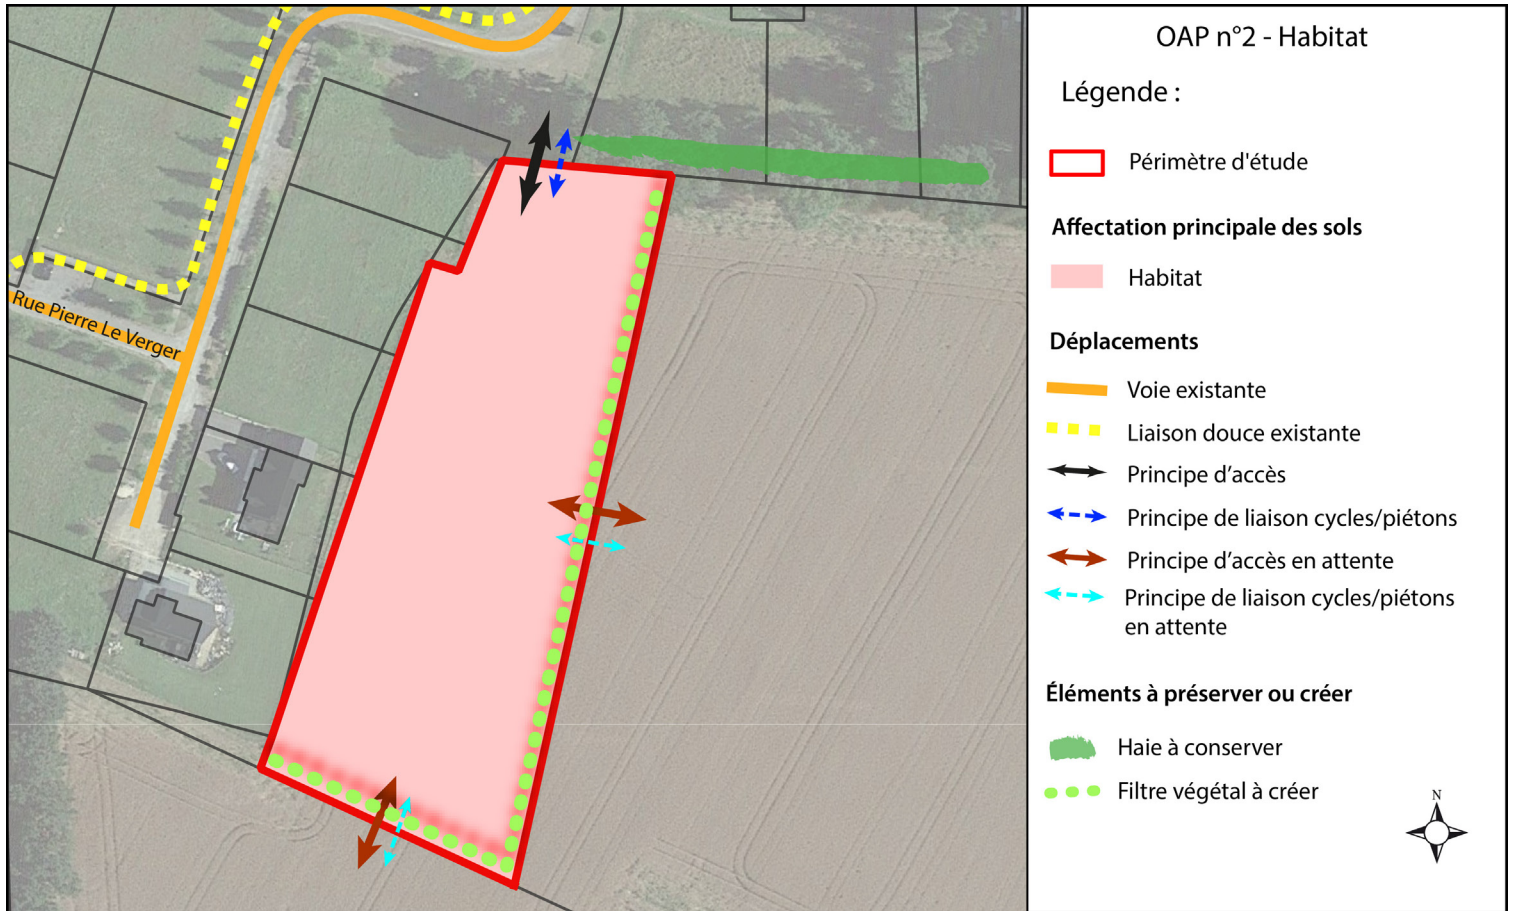 OAP n°2 - Habitat
Légende :
Périmètre d'étude
Affectation principale des sols
Habitat
Déplacements
Voie existante
Liaison douce existante
Principe d'accès
Principe de liaison cycles/piétons
Principe d'accès en attente
Principe de liaison cycles/piétons
en attente
Éléments à préserver ou créer
Haie à conserver
Filtre végétal à créer
N
Rue Pierre Le Verger